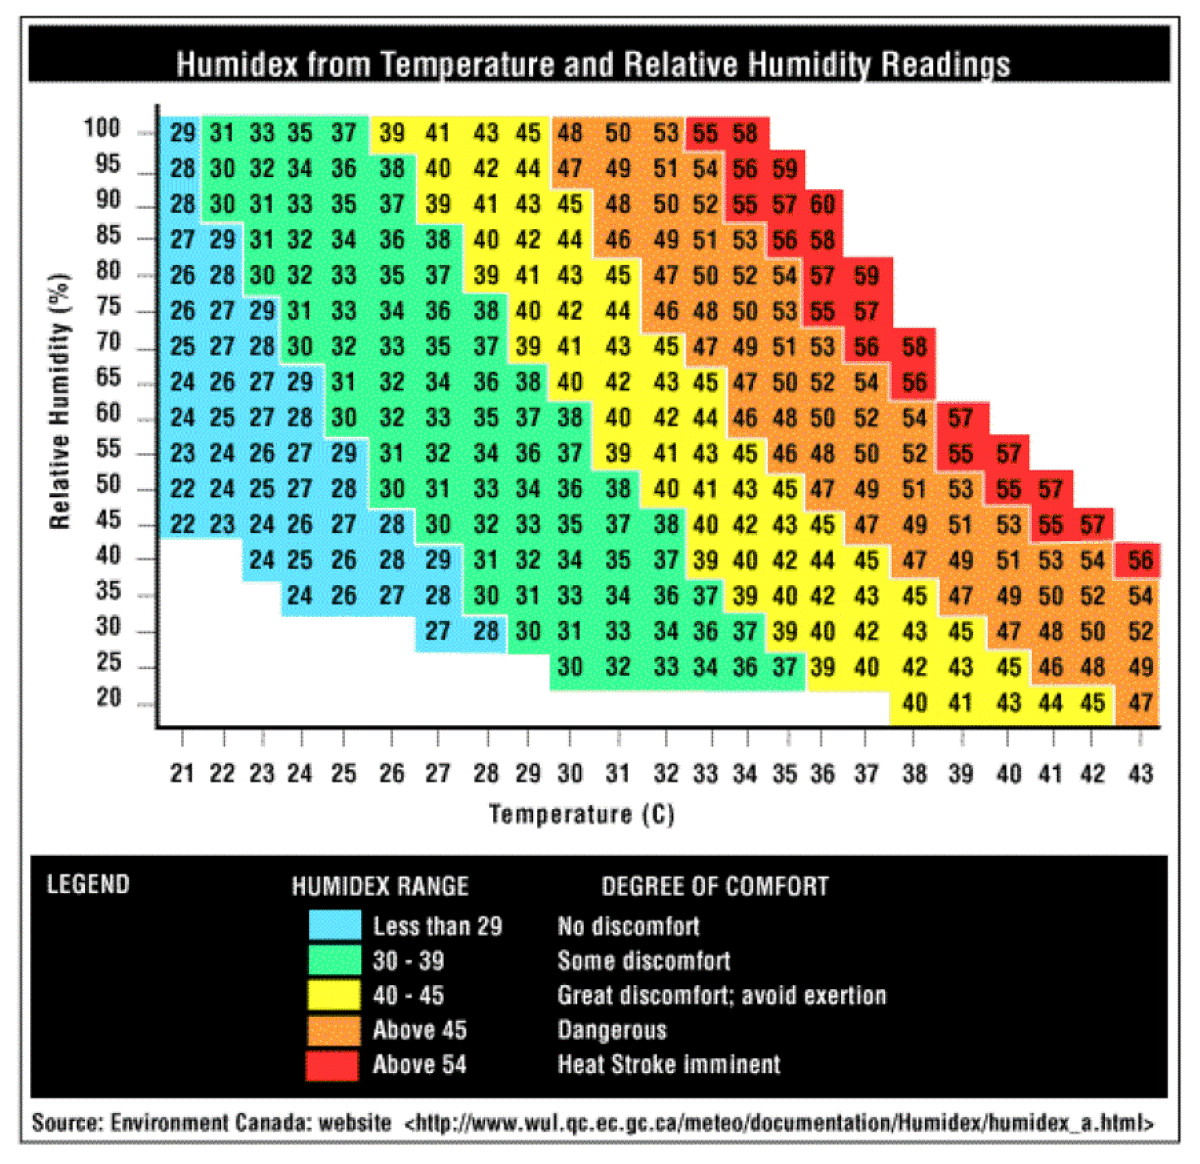 Humidex from Temperature and Relative Humidity Readings
100 29 31 33 35 37 39 41 43 45 48 50 53 55 58
95 28 30 32 34 36 38 40 42 44 47 49 51 54 56 59
90 28 30 31 33 35 37 39 41 43 45 48 50 52 55 57 60
85 27 29 31 32 34 36 38 40 42 44 46 49 51 53 56 58
80 26 28 30 32 33 35 37 39 41 43 45 47 50 52 54 57 59
75 26 27 29 31 33 34 36 38 40 42 44 46 48 50 53 55 57
70 25 27 28 30 32 33 35 37 39 41 43 45 47 49 51 53 56 58
65 24 26 27 29 31 32 34 36 38 40 42 43 45 47 50 52 54 56
60 24 25 27 28 30 32 33 35 37 38 40 42 44 46 48 50 52 54 57
55 23 24 26 27 29 31 32 34 36 37 39 41 43 45 46 48 50 52 55 57
50 22 24 25 27 28 30 31 33 34 36 38 40 41 43 45 47 49 51 53 55 57
45 22 23 24 26 27 28 30 32 33 35 37 38 40 42 43 45 47 49 51 53 55 57
40 24 25 26 28 29 31 32 34 35 37 39 40 42 44 45 47 49 51 53 54 56
35 24 26 27 28 30 31 33 34 36 37 39 40 42 43 45 47 49 50 52 54
30 27 28 30 31 33 34 36 37 39 40 42 43 45 47 48 50 52
25 30 32 33 34 36 37 39 40 42 43 45 46 48 49
20 40 41 43 44 45 47
Relative Humidity (%)
21 22 23 24 25 26 27 28 29 30 31 32 33 34 35 36 37 38 39 40 41 42 43
Temperature (C)
LEGEND HUMIDEX RANGE DEGREE OF COMFORT
Less than 29 No discomfort
30 - 39 Some discomfort
40 - 45 Great discomfort; avoid exertion
Above 45 Dangerous
Above 54 Heat Stroke imminent
Source: Environment Canada: website <http://www.wul.qc.ec.gc.ca/meteo/documentation/Humidex/humidex_a.html>